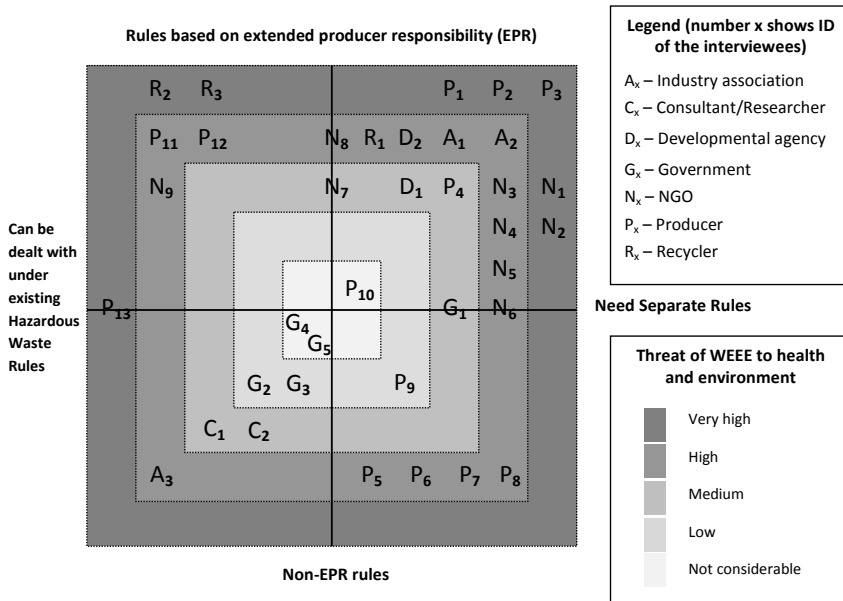 Rules based on extended producer responsibility (EPR)
R2 R3 P1 P2 P3
P11 P12 N8 R1 D2 A1 A2
N9 N7 D1 P4 N3 N1
N4 N2
N5
P10
P13 G1 N6
G4
G5
G2 G3 P9
C1 C2
A3 P5 P6 P7 P8
Can be
dealt with
under
existing
Hazardous
Waste
Rules
Need Separate Rules
Non-EPR rules
Legend (number x shows ID
of the interviewees)
Ax – Industry association
Cx – Consultant/Researcher
Dx – Developmental agency
Gx – Government
Nx – NGO
Px – Producer
Rx – Recycler
Threat of WEEE to health
and environment
Very high
High
Medium
Low
Not considerable